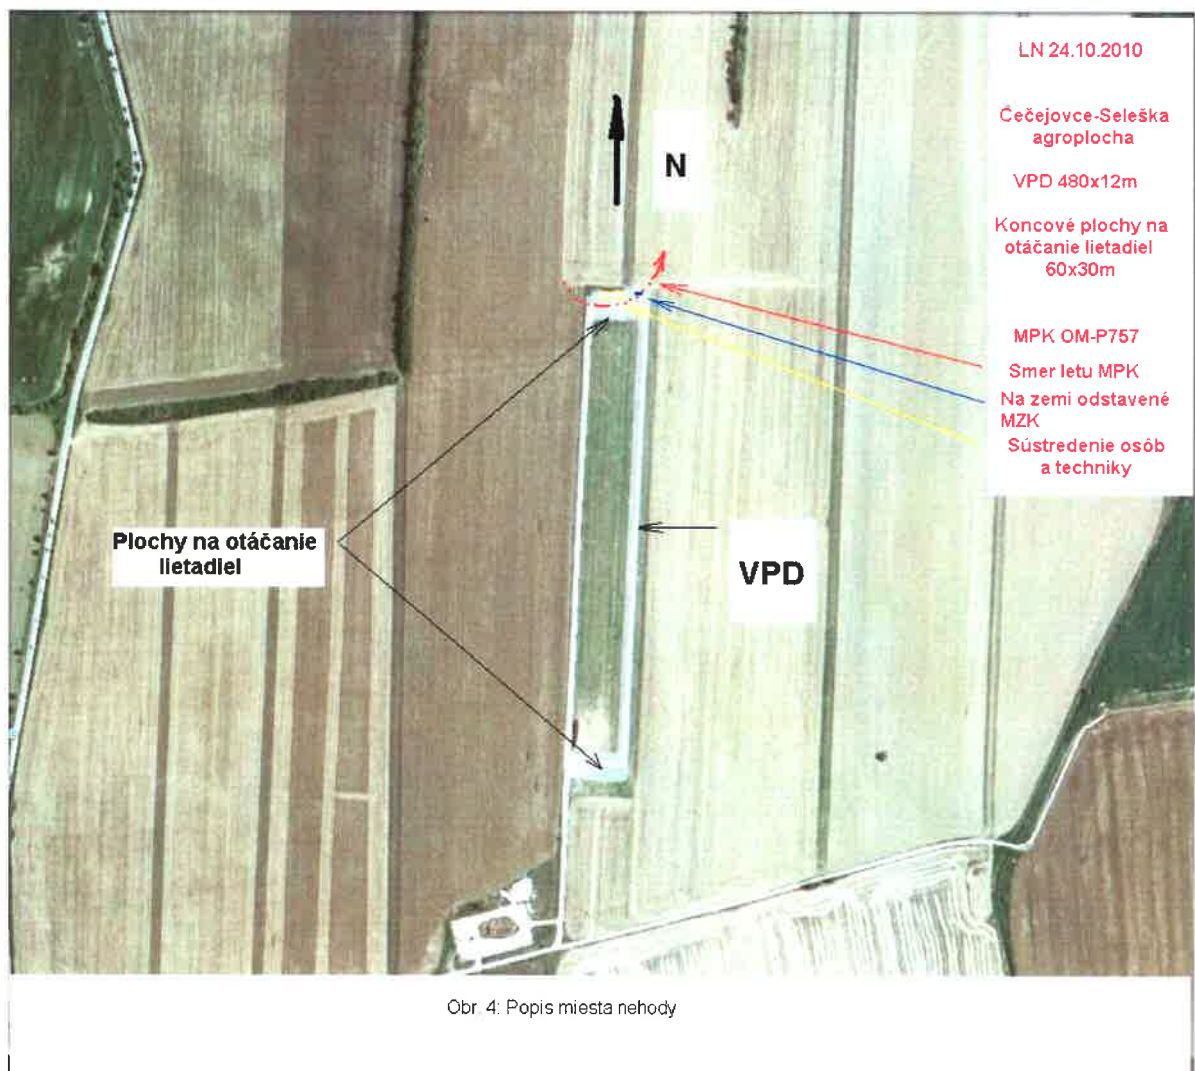 LN 24.10.2010
Čečejovce-Seleška
agroplocha
VPD 480x12m
Koncové plochy na
otáčanie lietadiel
60x30m
MPK OM-P757
Smer letu MPK
Na zemi odstavené
MZK
Sústredenie osôb
a techniky
N
Plochy na otáčanie
lietadiel
VPD
Obr. 4: Popis miesta nehody